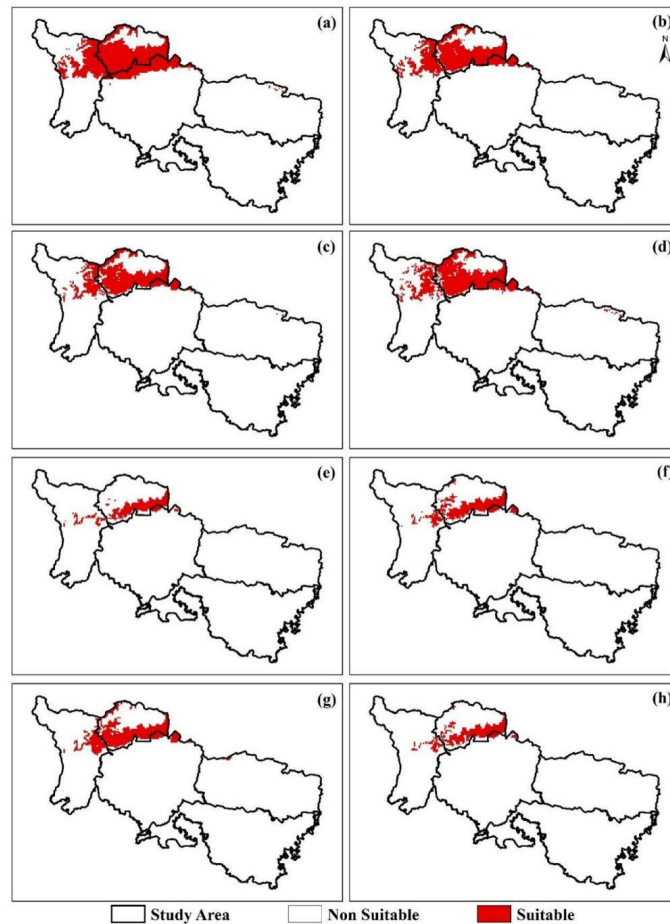 (a)
(b)
N
(c)
(d)
(e)
(f)
(g)
(h)
Study Area Non Suitable Suitable